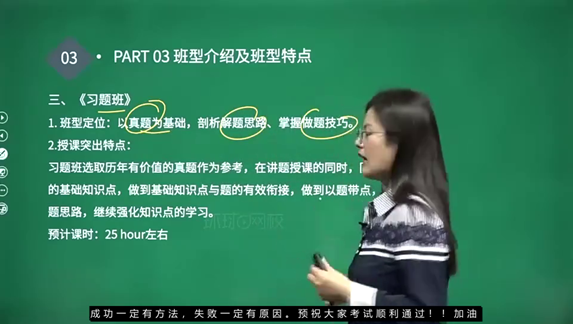 03
PART 03 班型介绍及班型特点
三、《习题班》
1. 班型定位：以真题为基础，剖析解题思路、掌握做题技巧。
2.授课突出特点：
习题班选取历年有价值的真题作为参考，在讲题授课的同时，
的基础知识点，做到基础知识点与题的有效衔接，做到以题带点，
题思路，继续强化知识点的学习。
环球网校
预计课时：25 hour左右
成功一定有方法，失败一定有原因。预祝大家考试顺利通过！！加油